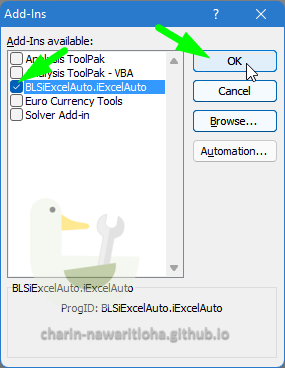 Add-Ins
Add-Ins available:
Analysis ToolPak
Analysis ToolPak - VBA
BLSiExcelAuto.iExcelAuto
Euro Currency Tools
Solver Add-in
OK
Cancel
Browse...
Automation...
BLSiExcelAuto.iExcelAuto
ProgID: BLSiExcelAuto.iExcelAuto
charin-nawaritloha.github.io